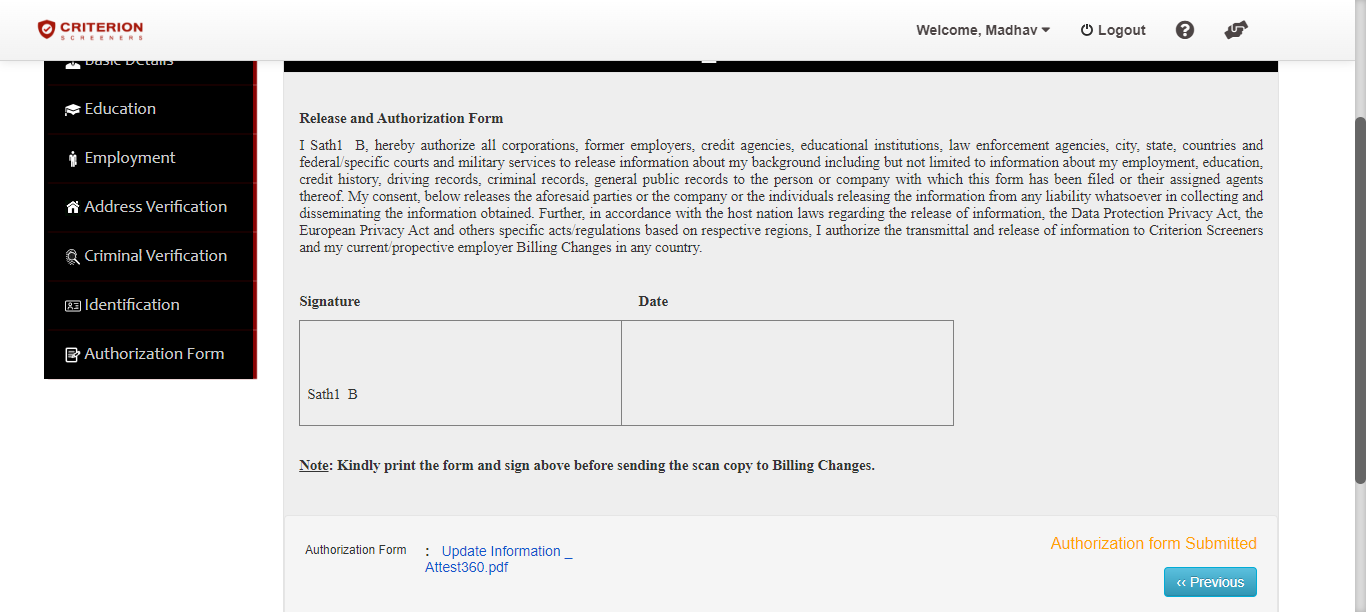 CRITERION
SCREENERS
Welcome, Madhav
Logout
Basic Details
Education
Employment
Address Verification
Criminal Verification
Identification
Authorization Form
Release and Authorization Form
I Sath1 B, hereby authorize all corporations, former employers, credit agencies, educational institutions, law enforcement agencies, city, state, countries and
federal/specific courts and military services to release information about my background including but not limited to information about my employment, education,
credit history, driving records, criminal records, general public records to the person or company with which this form has been filed or their assigned agents
thereof. My consent, below releases the aforesaid parties or the company or the individuals releasing the information from any liability whatsoever in collecting and
disseminating the information obtained. Further, in accordance with the host nation laws regarding the release of information, the Data Protection Privacy Act, the
European Privacy Act and others specific acts/regulations based on respective regions, I authorize the transmittal and release of information to Criterion Screeners
and my current/propective employer Billing Changes in any country.
Signature Date
Sath1 B
Note: Kindly print the form and sign above before sending the scan copy to Billing Changes.
Authorization Form : Update Information _
Attest360.pdf
Authorization form Submitted
‹‹ Previous